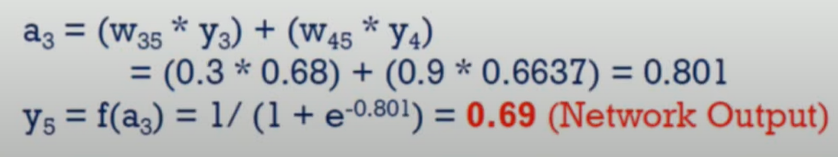 a₃ = (w₃₅ * y₃) + (w₄₅ * y₄)
= (0.3 * 0.68) + (0.9 * 0.6637) = 0.801
y₅ = f(a₃) = 1/ (1 + e⁻⁰·⁸⁰¹) = 0.69 (Network Output)